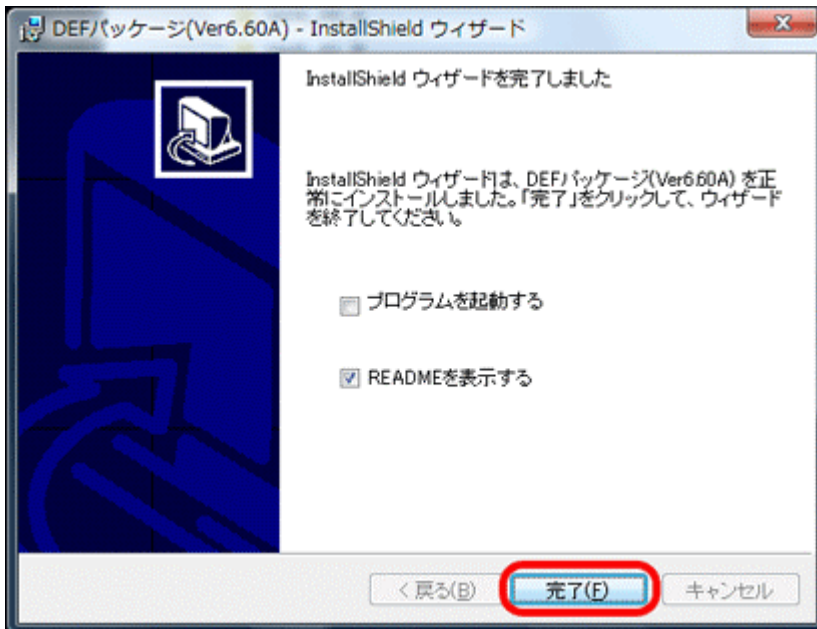 DEFパッケージ(Ver6.60A) - InstallShield ウィザード
InstallShield ウィザードを完了しました
InstallShield ウィザードは、DEFパッケージ(Ver6.60A) を正
常にインストールしました。「完了」をクリックして、ウィザード
を終了してください。
プログラムを起動する
READMEを表示する
< 戻る(B)
完了(F)
キャンセル